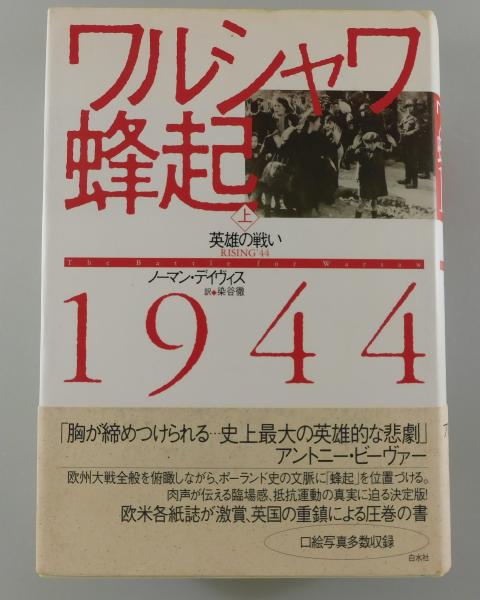 ワルシャワ
蜂起
上
英雄の戦い
RISING'44
The Battle for Warsaw
ノーマン・デイヴィス
訳◆染谷徹
1944
「胸が締めつけられる…史上最大の英雄的な悲劇」
アントニー・ビーヴァー
欧州大戦全般を俯瞰しながら、ポーランド史の文脈に「蜂起」を位置づける。
肉声が伝える臨場感、抵抗運動の真実に迫る決定版!
欧米各紙誌が激賞、英国の重鎮による圧巻の書
口絵写真多数収録
白水社